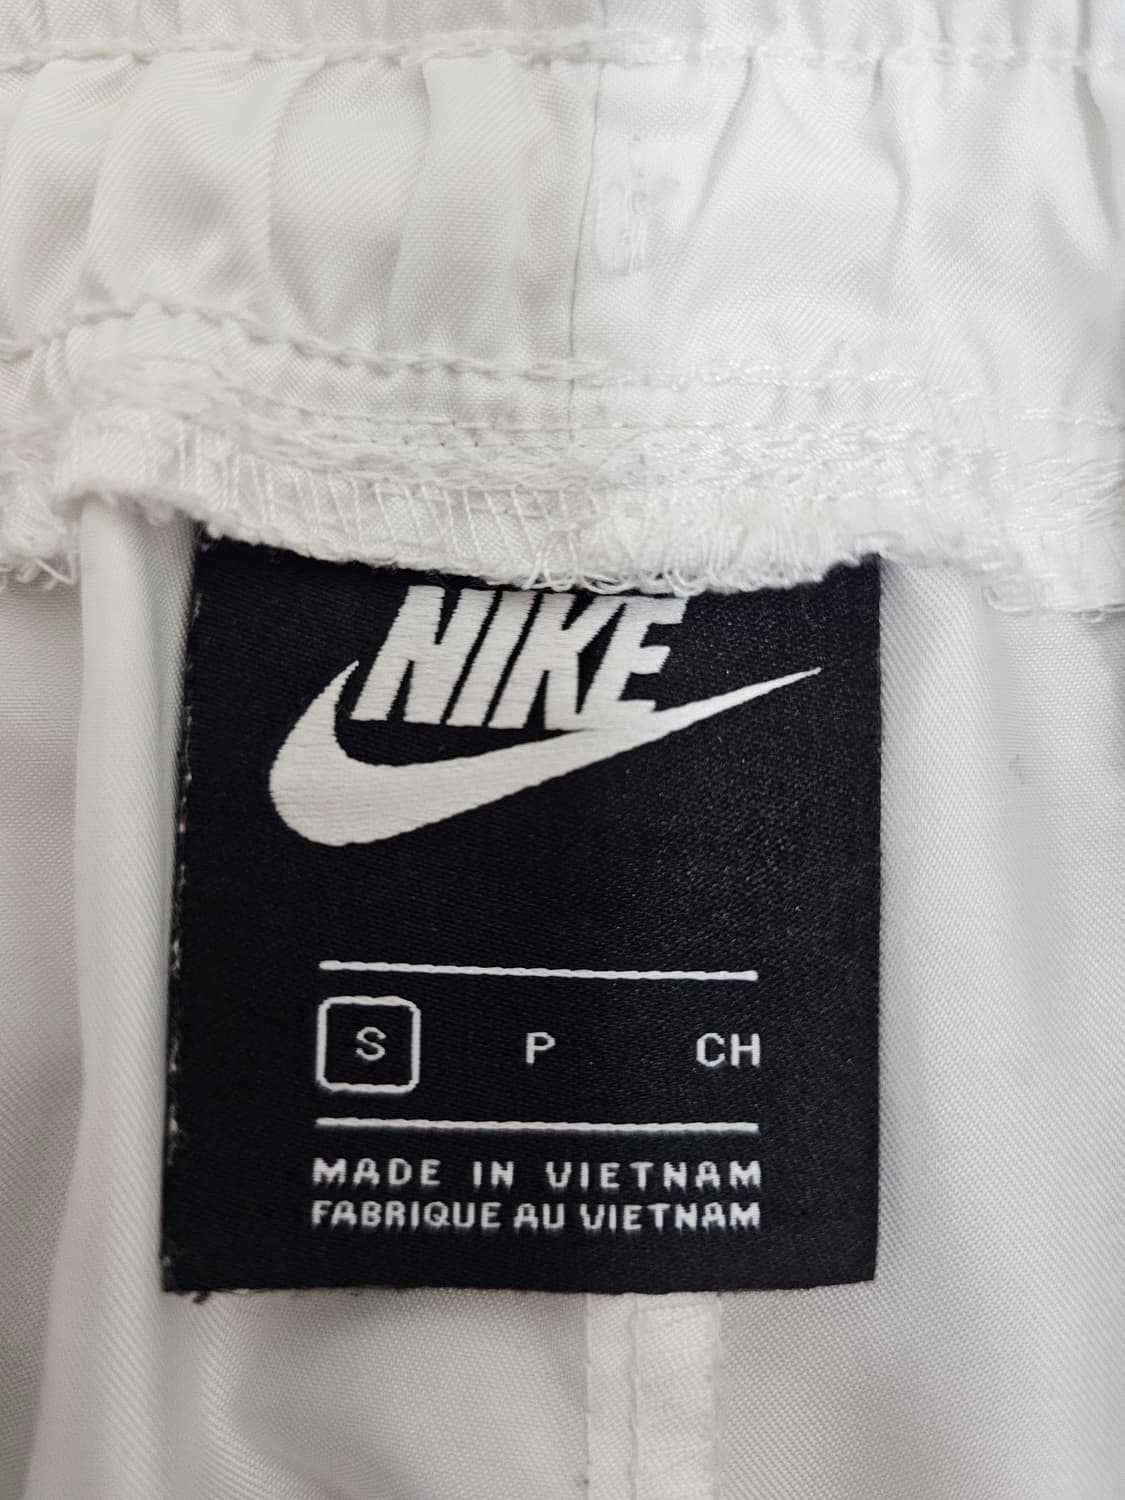 NIKE
S P CH
MADE IN VIETNAM
FABRIQUE AU VIETNAM